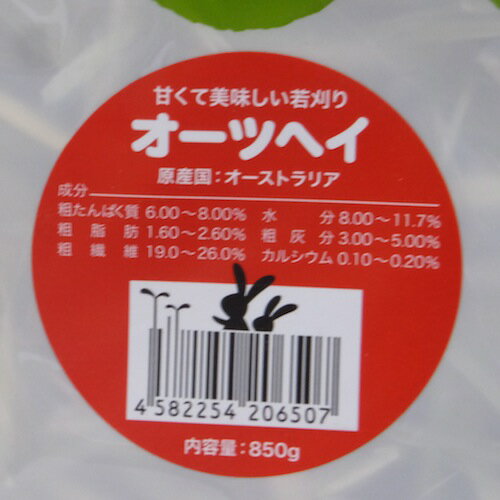 甘くて美味しい若刈り
オーツヘイ
原産国：オーストラリア
成分
粗たんぱく質 6.00～8.00% 水分 8.00～11.7%
粗脂肪 1.60～2.60% 粗灰分 3.00～5.00%
粗繊維 19.0～26.0% カルシウム 0.10～0.20%
4 582254 206507
内容量：850g